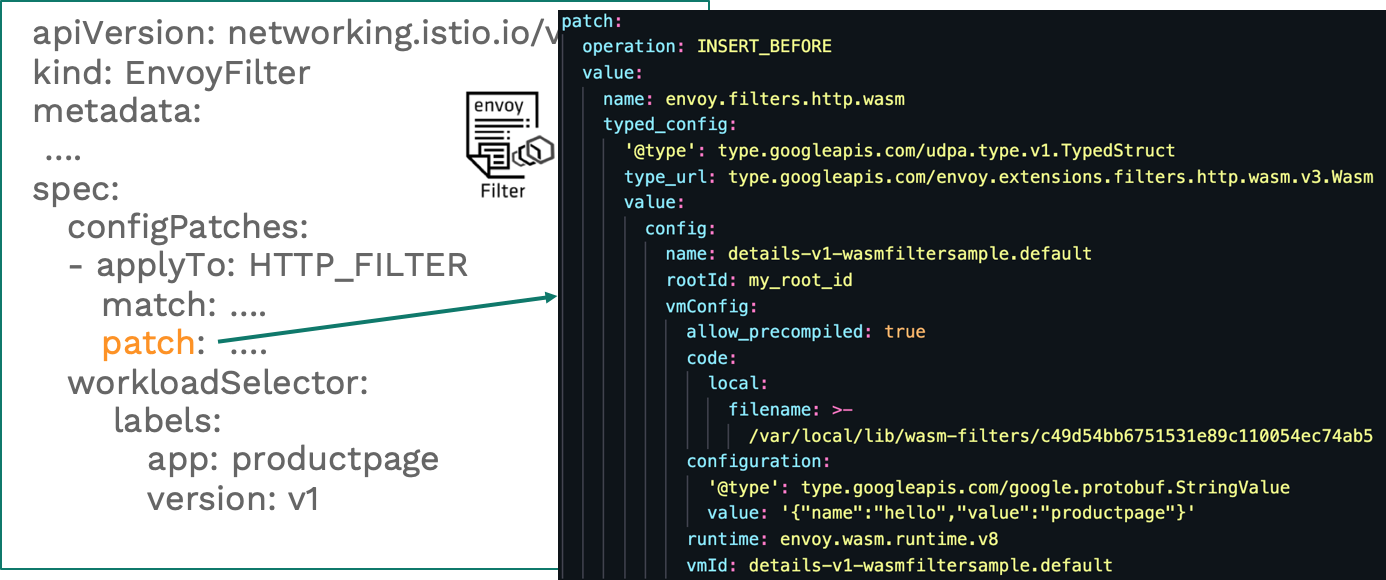 apiVersion: networking.istio.io/v
kind: EnvoyFilter
metadata:
....
spec:
configPatches:
- applyTo: HTTP_FILTER
match: ....
patch: ....
workloadSelector:
labels:
app: productpage
version: v1
envoy
Filter
patch:
operation: INSERT_BEFORE
value:
name: envoy.filters.http.wasm
typed_config:
'@type': type.googleapis.com/udpa.type.v1.TypedStruct
type_url: type.googleapis.com/envoy.extensions.filters.http.wasm.v3.Wasm
value:
config:
name: details-v1-wasmfiltersample.default
rootId: my_root_id
vmConfig:
allow_precompiled: true
code:
local:
filename: >-
/var/local/lib/wasm-filters/c49d54bb6751531e89c110054ec74ab5
configuration:
'@type': type.googleapis.com/google.protobuf.StringValue
value: '{"name":"hello","value":"productpage"}'
runtime: envoy.wasm.runtime.v8
vmId: details-v1-wasmfiltersample.default